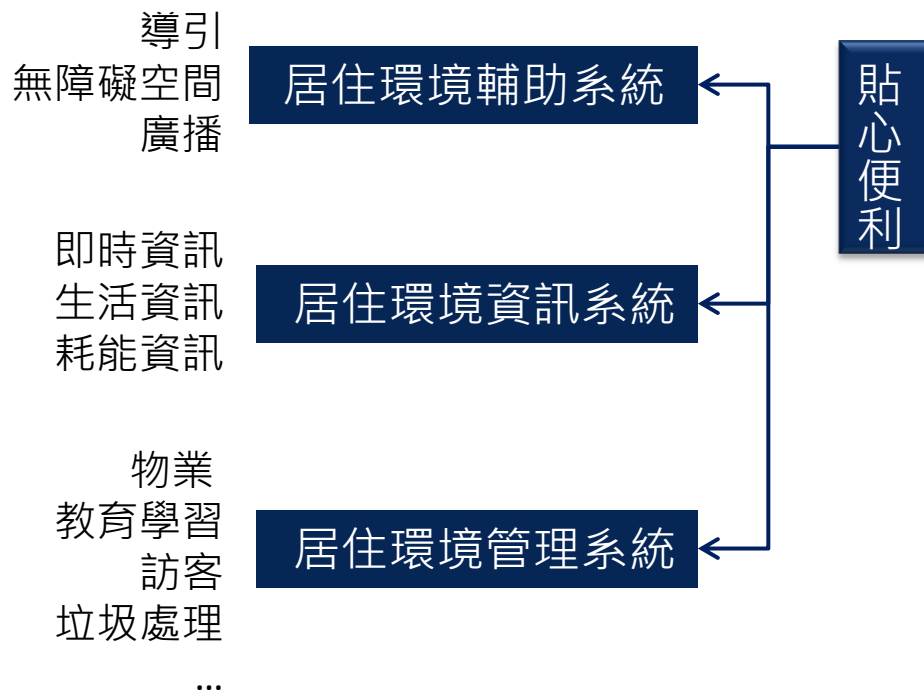 導引
無障礙空間
廣播
居住環境輔助系統
貼心便利
即時資訊
生活資訊
耗能資訊
居住環境資訊系統
物業
教育學習
訪客
垃圾處理
...
居住環境管理系統